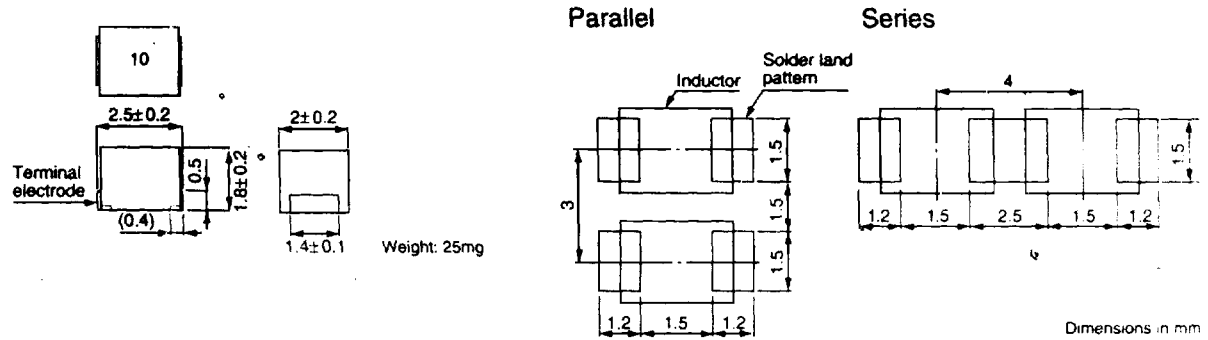 Parallel
Series
10
Inductor
Solder land
pattern
4
2.5±0.2
2±0.2
Terminal
electrode
0.5
1.8±0.2
(0.4)
1.4±0.1
Weight: 25mg
3
1.5
1.5
1.5
1.2
1.5
1.2
1.5
1.2
1.5
2.5
1.5
1.2
Dimensions in mm